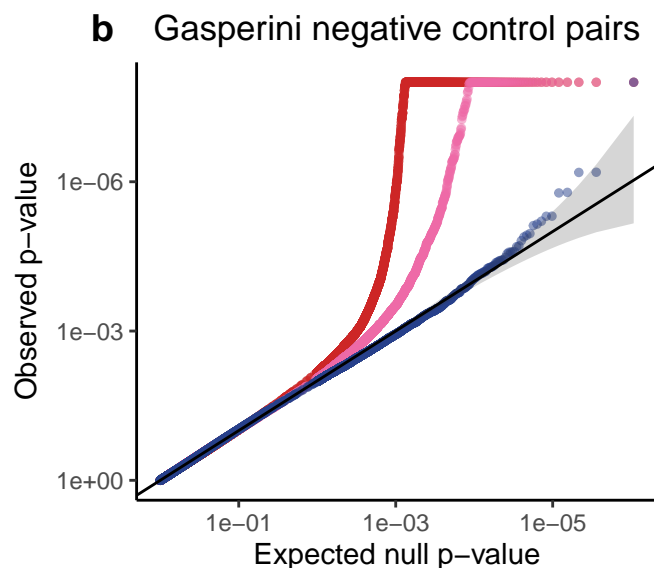 b Gasperini negative control pairs
Observed p−value
1e−06
1e−03
1e+00
1e−01 1e−03 1e−05
Expected null p−value